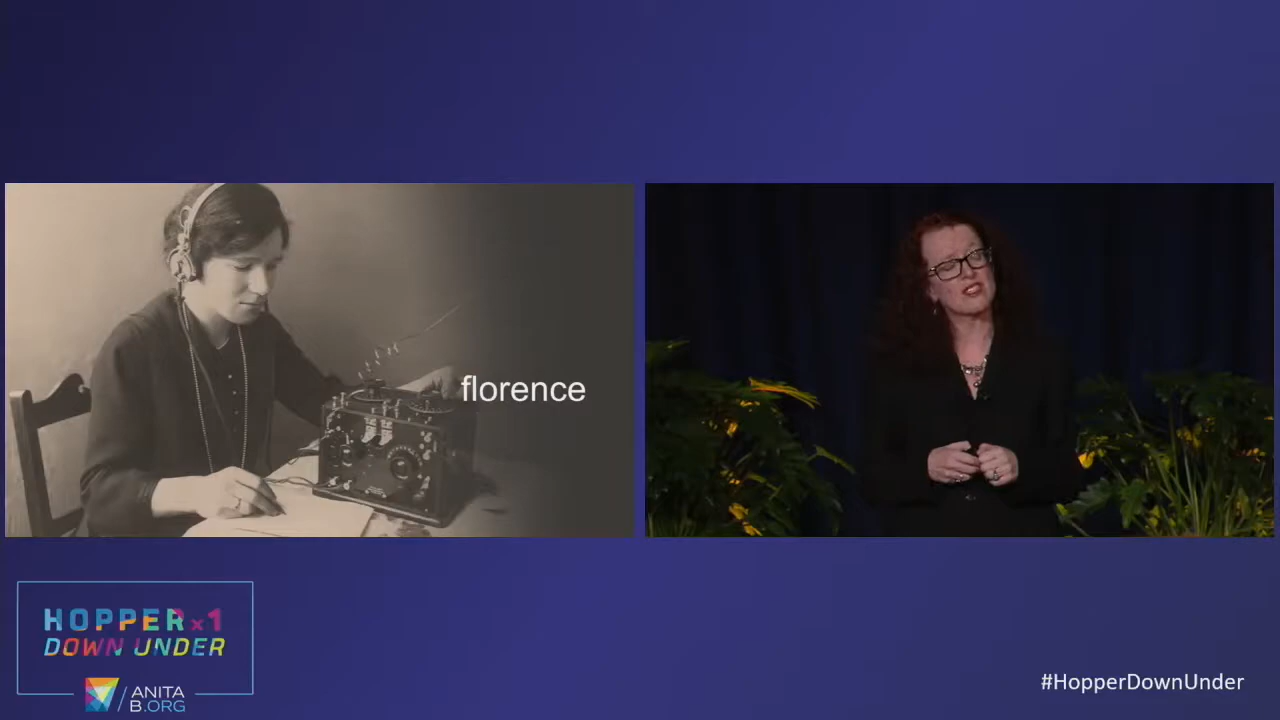 florence
HOPPER x1
DOWN UNDER
ANITA
B.ORG
#HopperDownUnder